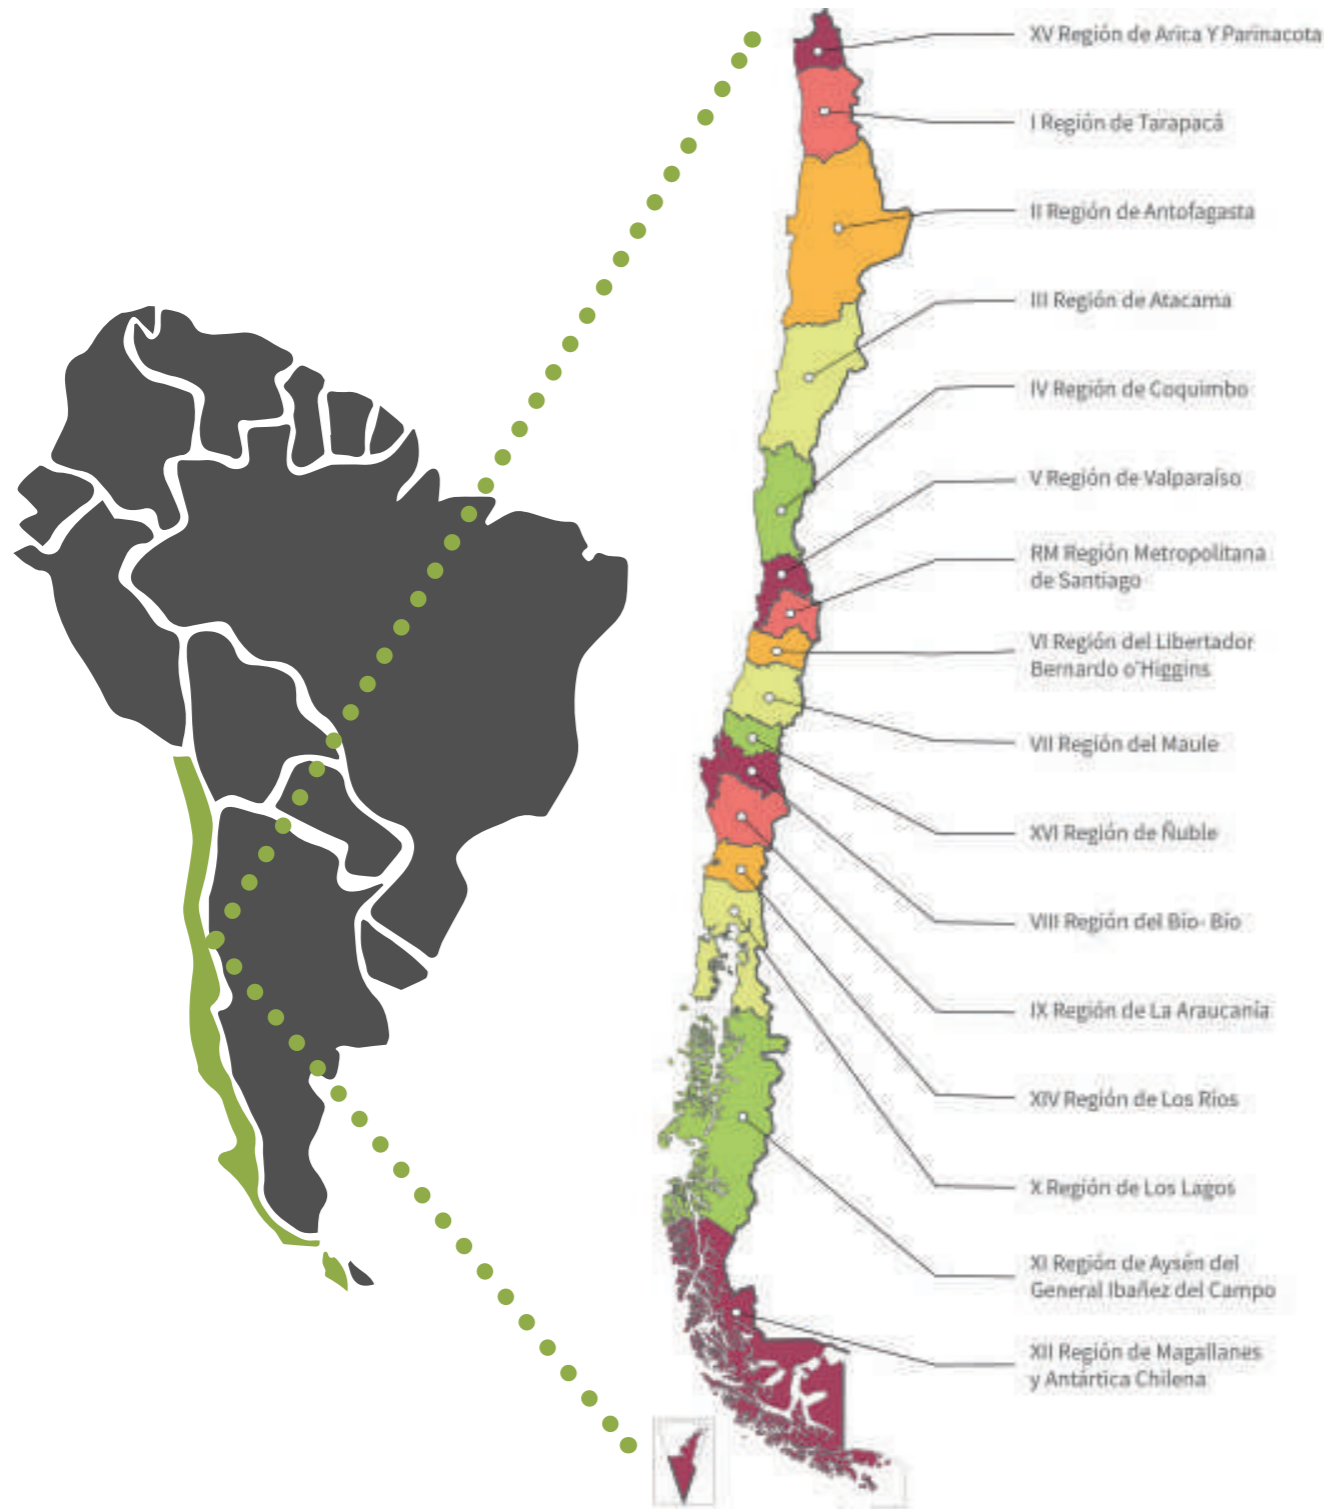 XV Región de Arica Y Parinacota
I Región de Tarapacá
II Región de Antofagasta
III Región de Atacama
IV Región de Coquimbo
V Región de Valparaíso
RM Región Metropolitana
de Santiago
VI Región del Libertador
Bernardo o'Higgins
VII Región del Maule
XVI Región de Ñuble
VIII Región del Bío- Bío
IX Región de La Araucanía
XIV Región de Los Ríos
X Región de Los Lagos
XI Región de Aysén del
General Ibañez del Campo
XII Región de Magallanes
y Antártica Chilena